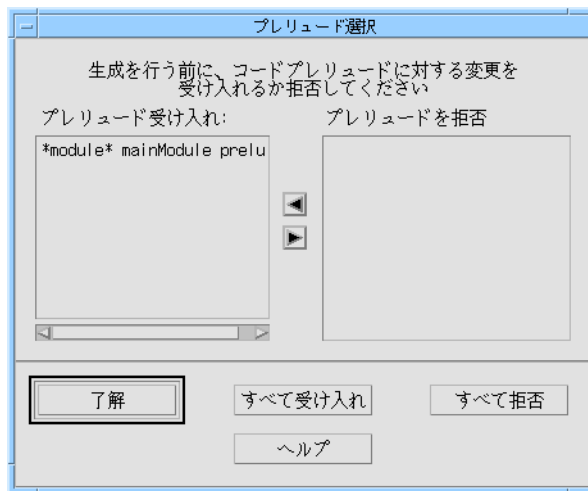 プレリュード選択
生成を行う前に、コードプレリュードに対する変更を
受け入れるか拒否してください
プレリュード受け入れ:
プレリュードを拒否
*module* mainModule prelu
了解
すべて受け入れ
すべて拒否
ヘルプ